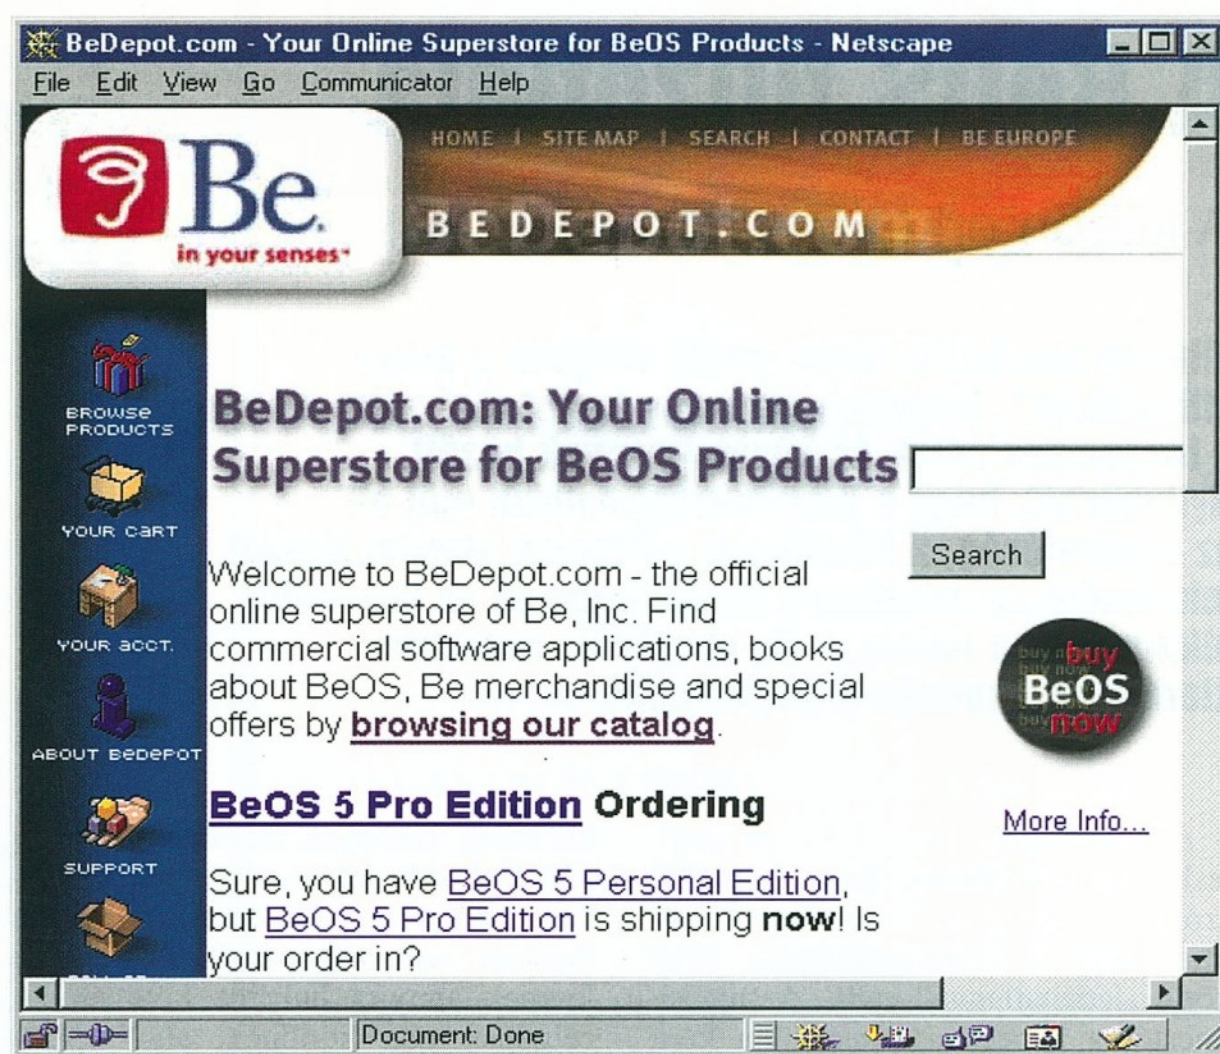 BeDepot.com - Your Online Superstore for BeOS Products - Netscape
File Edit View Go Communicator Help
HOME | SITE MAP | SEARCH | CONTACT | BE EUROPE
Be.
in your senses™
BEDEPOT.COM
BROWSE
PRODUCTS
YOUR CART
YOUR ACCT.
ABOUT BEDEPOT
SUPPORT
BeDepot.com: Your Online
Superstore for BeOS Products
Search
Welcome to BeDepot.com - the official
online superstore of Be, Inc. Find
commercial software applications, books
about BeOS, Be merchandise and special
offers by browsing our catalog.
buy
BeOS
now
More Info...
BeOS 5 Pro Edition Ordering
Sure, you have BeOS 5 Personal Edition,
but BeOS 5 Pro Edition is shipping now! Is
your order in?
Document: Done